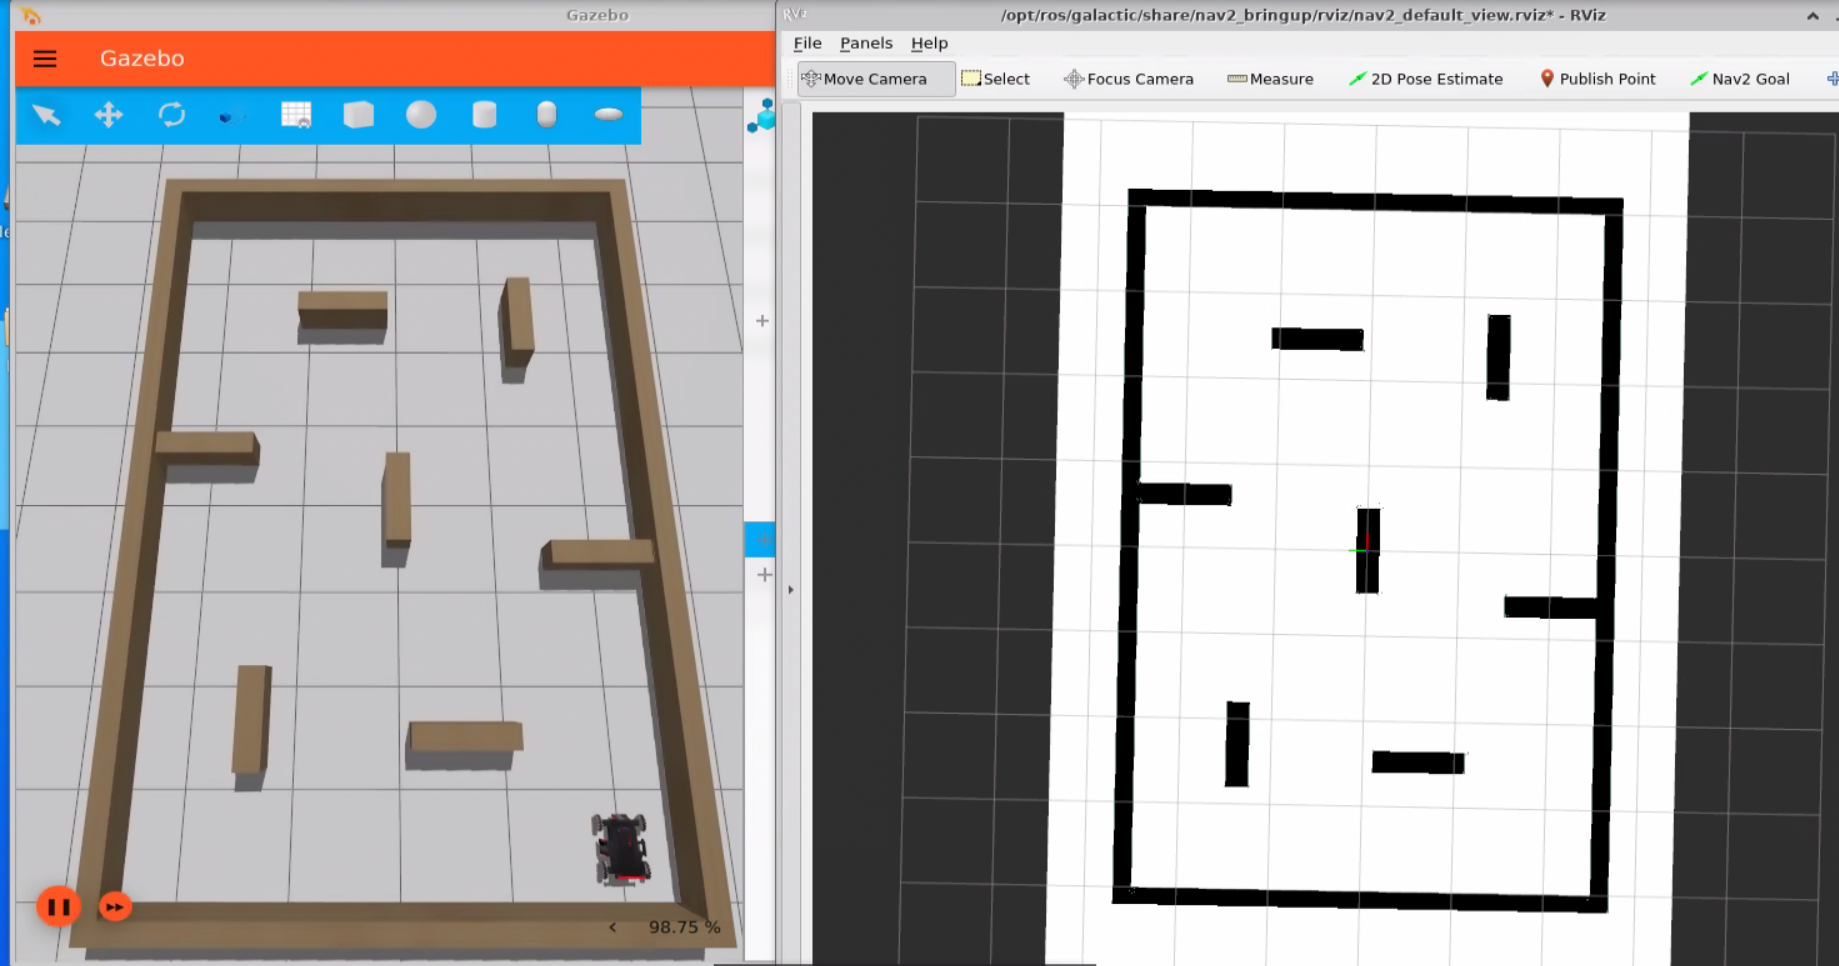 Gazebo
Gazebo
98.75 %
RViz
/opt/ros/galactic/share/nav2_bringup/rviz/nav2_default_view.rviz* - RViz
File Panels Help
Move Camera Select Focus Camera Measure 2D Pose Estimate Publish Point Nav2 Goal